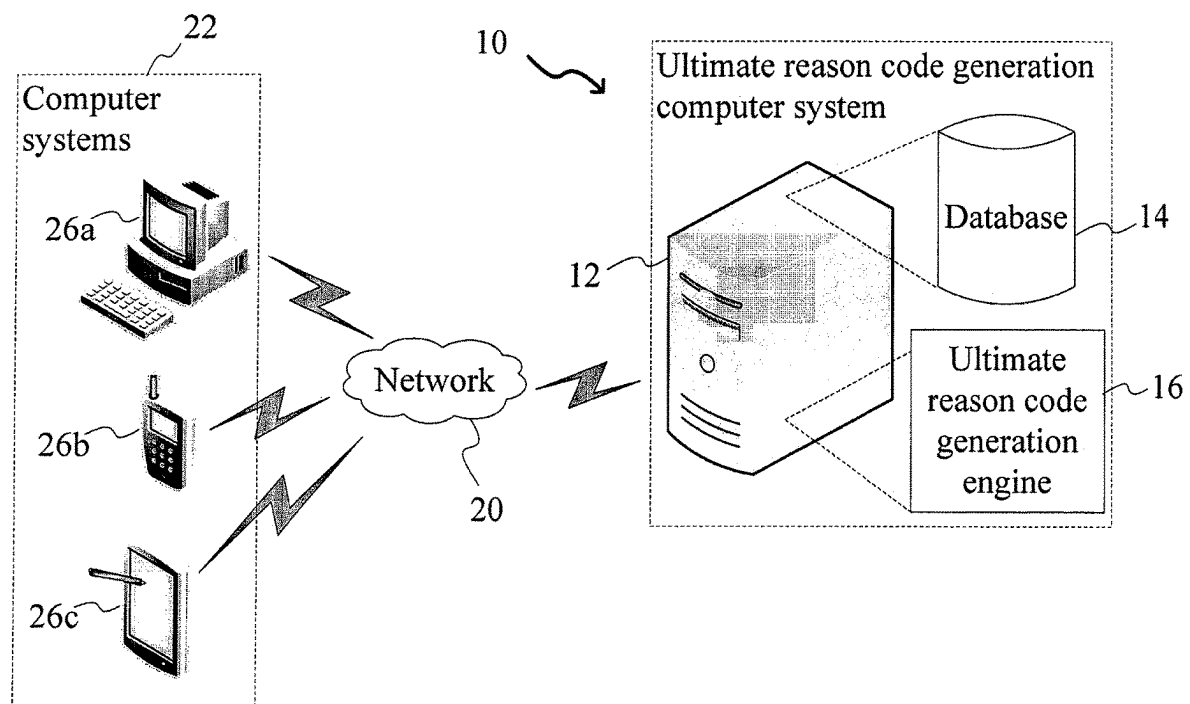 22
10
Computer
systems
Ultimate reason code generation
computer system
26a
12
Database
14
Network
26b
20
Ultimate
reason code
generation
engine
16
26c